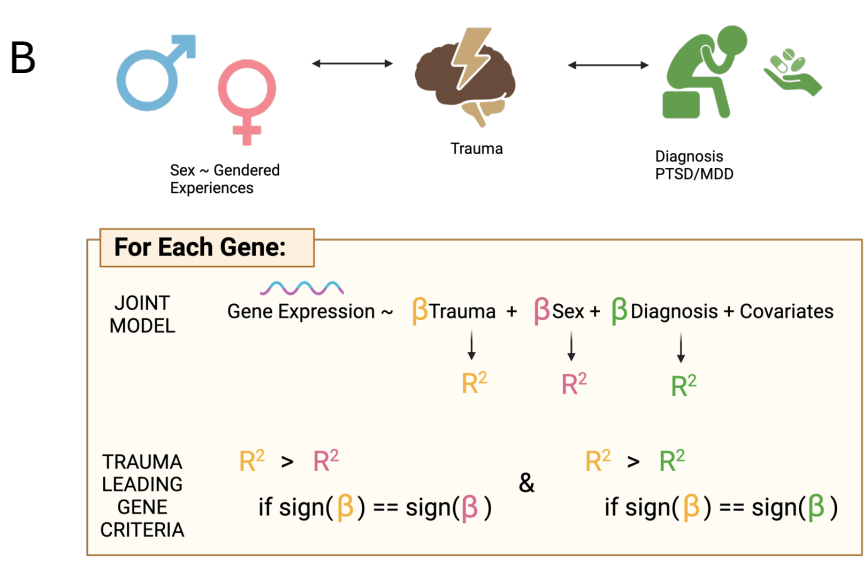 B
Sex ~ Gendered
Experiences
Trauma
Diagnosis
PTSD/MDD
For Each Gene:
JOINT
MODEL
Gene Expression ~ βTrauma + βSex + βDiagnosis + Covariates
R² R² R²
TRAUMA
LEADING
GENE
CRITERIA
R² > R²
if sign(β) == sign(β)
&
R² > R²
if sign(β) == sign(β)